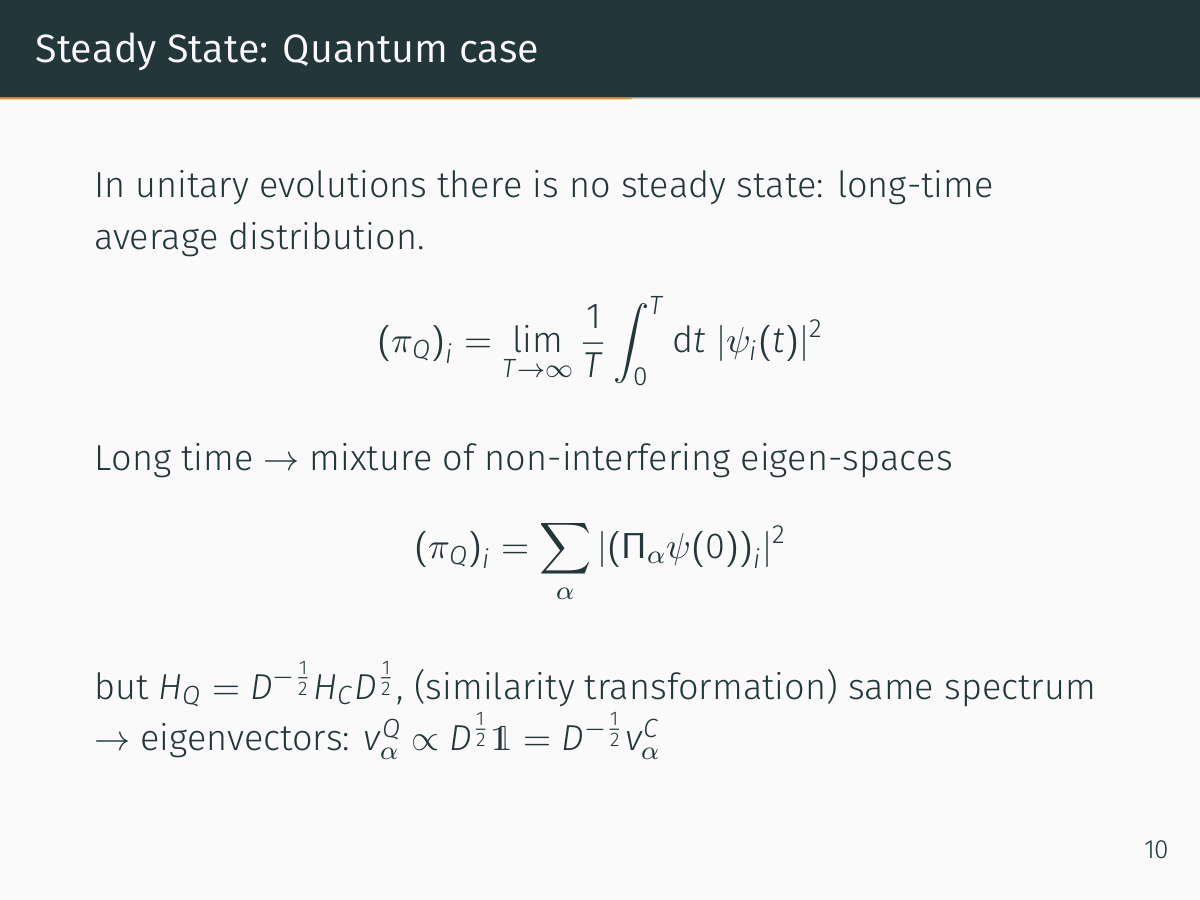 Steady State: Quantum case
In unitary evolutions there is no steady state: long-time
average distribution.
$(\pi_Q)_i = \lim_{T \to \infty} \frac{1}{T} \int_0^T \mathrm{d}t \, |\psi_i(t)|^2$
Long time → mixture of non-interfering eigen-spaces
$(\pi_Q)_i = \sum_\alpha |(\Pi_\alpha \psi(0))_i|^2$
but $H_Q = D^{-\frac{1}{2}} H_C D^{\frac{1}{2}}$, (similarity transformation) same spectrum
→ eigenvectors: $v_\alpha^Q \propto D^{\frac{1}{2}} \mathbb{1} = D^{-\frac{1}{2}} v_\alpha^C$
10